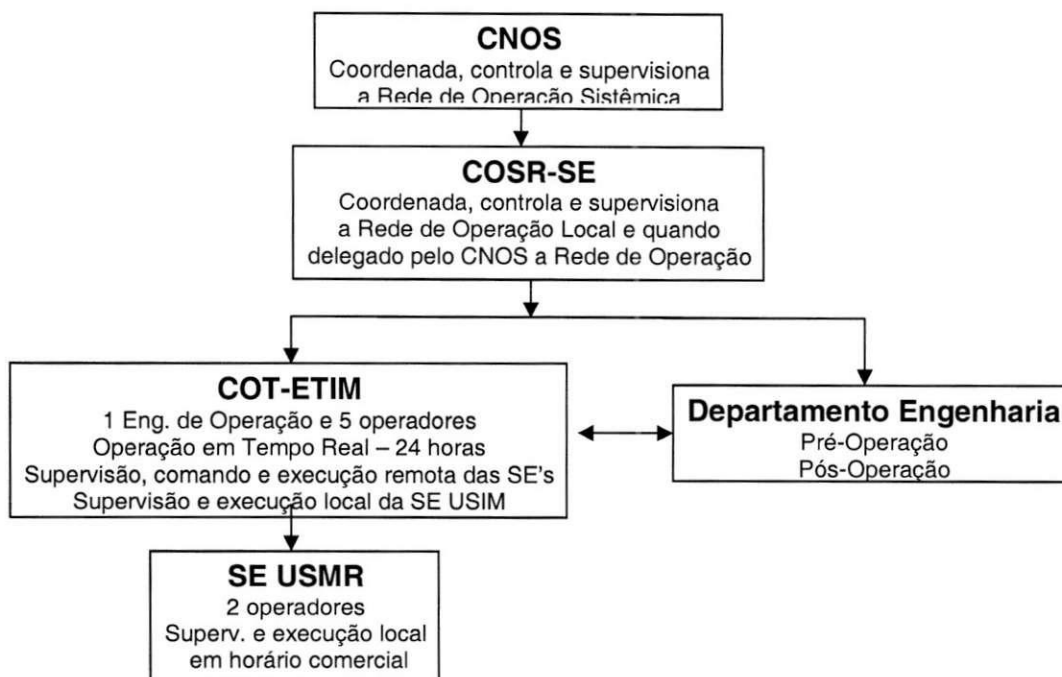 CNOS
Coordenada, controla e supervisiona
a Rede de Operação Sistêmica
COSR-SE
Coordenada, controla e supervisiona
a Rede de Operação Local e quando
delegado pelo CNOS a Rede de Operação
COT-ETIM
1 Eng. de Operação e 5 operadores
Operação em Tempo Real – 24 horas
Supervisão, comando e execução remota das SE's
Supervisão e execução local da SE USIM
Departamento Engenharia
Pré-Operação
Pós-Operação
SE USMR
2 operadores
Superv. e execução local
em horário comercial